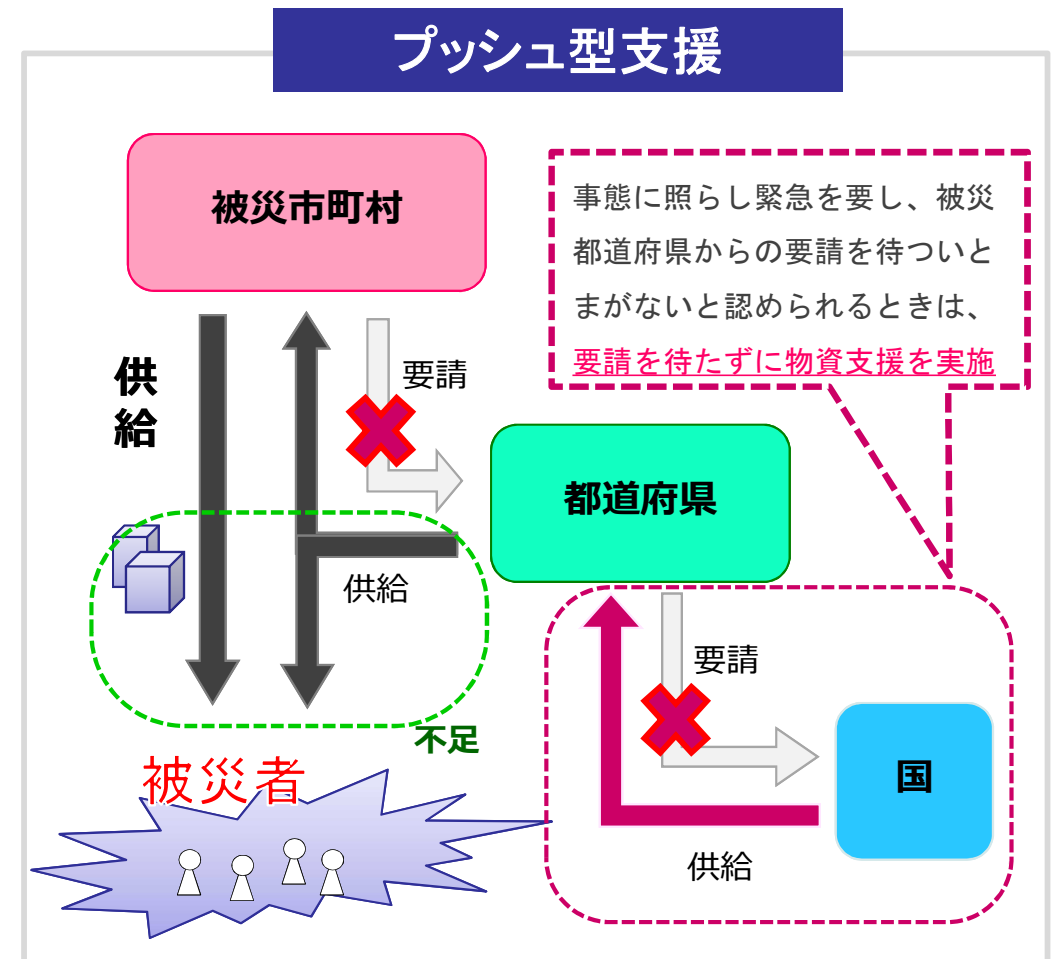 プッシュ型支援
被災市町村
事態に照らし緊急を要し、被災
都道府県からの要請を待ついと
まがないと認められるときは、
要請を待たずに物資支援を実施
供
給
要請
都道府県
供給
要請
不足
国
被災者
供給